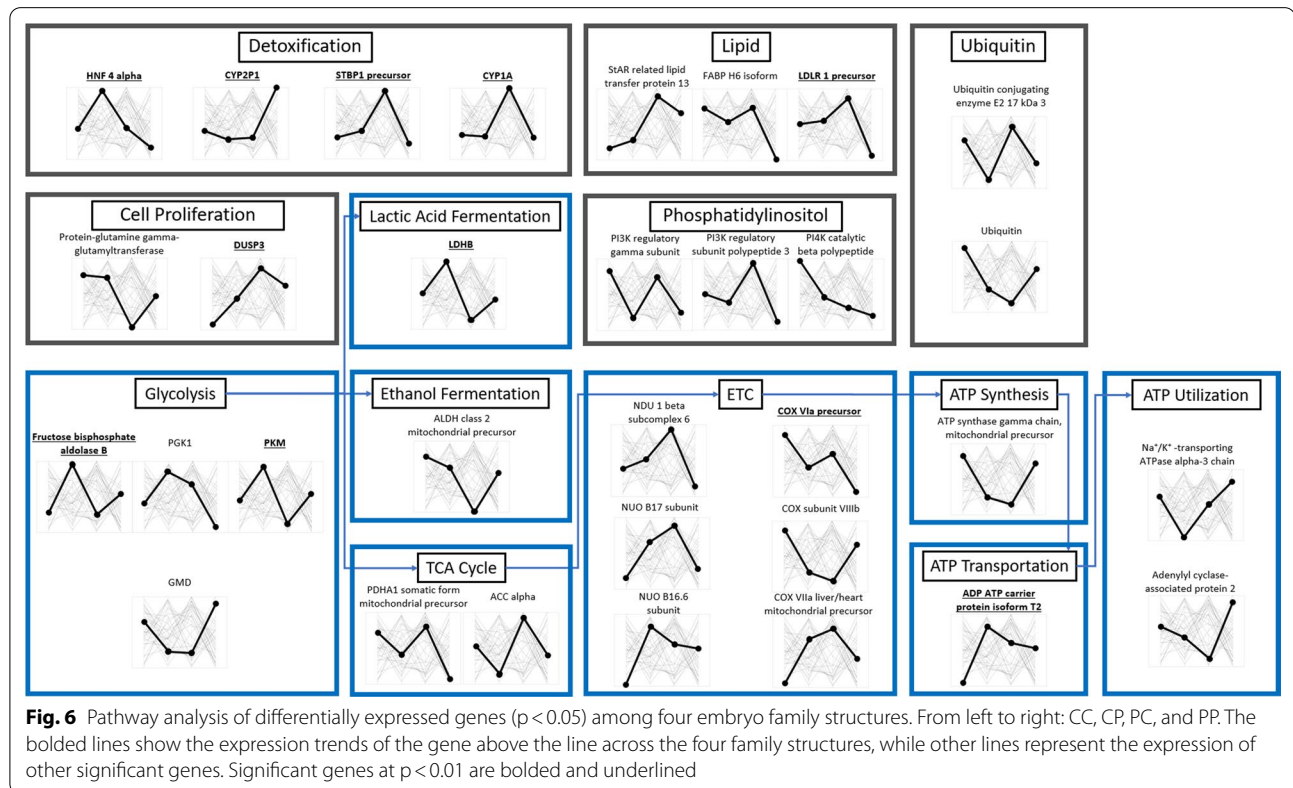 Detoxification
HNF 4 alpha
CYP2P1
STBP1 precursor
CYP1A
Lipid
StAR related lipid
transfer protein 13
FABP H6 isoform
LDLR 1 precursor
Ubiquitin
Ubiquitin conjugating
enzyme E2 17 kDa 3
Ubiquitin
Cell Proliferation
Protein-glutamine gamma-
glutamyltransferase
DUSP3
Lactic Acid Fermentation
LDHB
Phosphatidylinositol
PI3K regulatory
gamma subunit
PI3K regulatory
subunit polypeptide 3
PI4K catalytic
beta polypeptide
Glycolysis
Fructose bisphosphate
aldolase B
PGK1
PKM
GMD
Ethanol Fermentation
ALDH class 2
mitochondrial precursor
TCA Cycle
PDHA1 somatic form
mitochondrial precursor
ACC alpha
ETC
NDU 1 beta
subcomplex 6
COX VIa precursor
NUO B17 subunit
COX subunit VIIIb
NUO B16.6
subunit
COX VIIa liver/heart
mitochondrial precursor
ATP Synthesis
ATP synthase gamma chain,
mitochondrial precursor
ATP Transportation
ADP ATP carrier
protein isoform T2
ATP Utilization
Na⁺/K⁺ -transporting
ATPase alpha-3 chain
Adenylyl cyclase-
associated protein 2
Fig. 6 Pathway analysis of differentially expressed genes (p < 0.05) among four embryo family structures. From left to right: CC, CP, PC, and PP. The
bolded lines show the expression trends of the gene above the line across the four family structures, while other lines represent the expression of
other significant genes. Significant genes at p < 0.01 are bolded and underlined